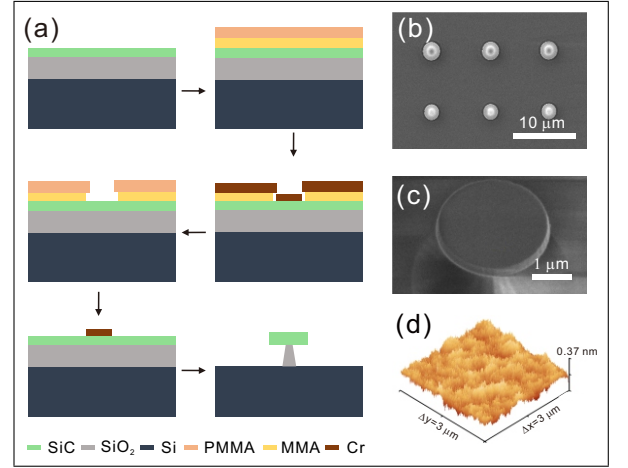 (a)
(b)
10 μm
(c)
1 μm
(d)
0.37 nm
Δy=3 μm
Δx=3 μm
SiC SiO₂ Si PMMA MMA Cr